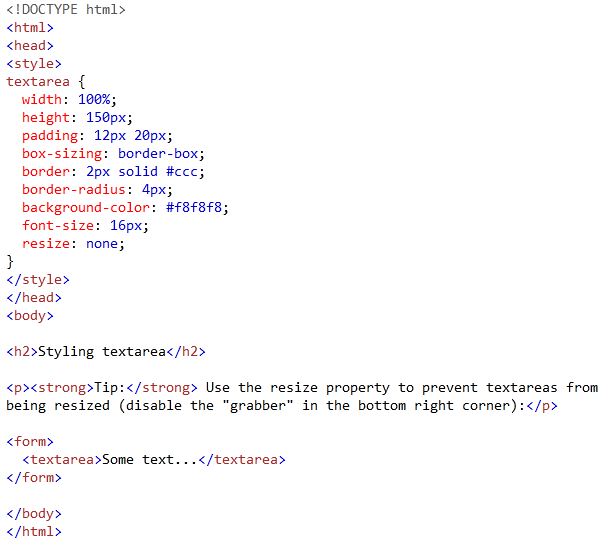 <!DOCTYPE html>
<html>
<head>
<style>
textarea {
  width: 100%;
  height: 150px;
  padding: 12px 20px;
  box-sizing: border-box;
  border: 2px solid #ccc;
  border-radius: 4px;
  background-color: #f8f8f8;
  font-size: 16px;
  resize: none;
}
</style>
</head>
<body>

<h2>Styling textarea</h2>

<p><strong>Tip:</strong> Use the resize property to prevent textareas from
being resized (disable the "grabber" in the bottom right corner):</p>

<form>
  <textarea>Some text...</textarea>
</form>

</body>
</html>